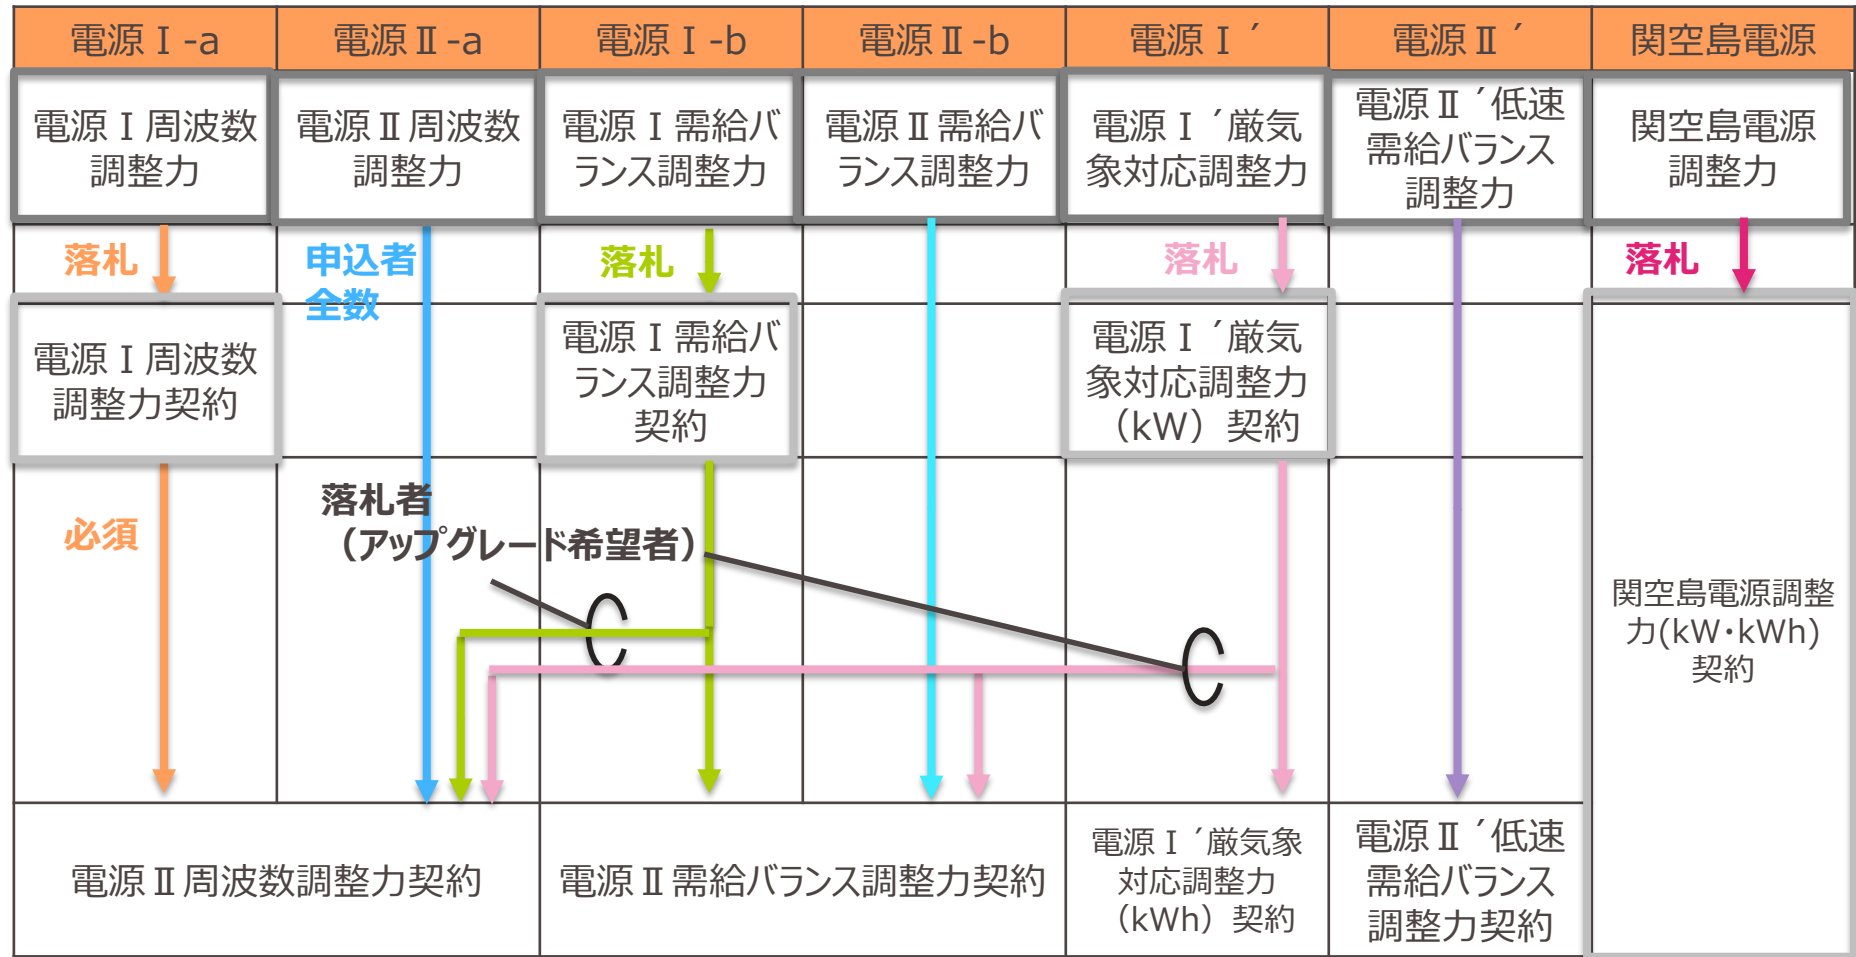 電源Ⅰ-a
電源Ⅱ-a
電源Ⅰ-b
電源Ⅱ-b
電源Ⅰ´
電源Ⅱ´
関空島電源
電源Ⅰ周波数
調整力
電源Ⅱ周波数
調整力
電源Ⅰ需給バ
ランス調整力
電源Ⅱ需給バ
ランス調整力
電源Ⅰ´厳気
象対応調整力
電源Ⅱ´低速
需給バランス
調整力
関空島電源
調整力
落札
申込者
全数
落札
落札
落札
電源Ⅰ周波数
調整力契約
電源Ⅰ需給バ
ランス調整力
契約
電源Ⅰ´厳気
象対応調整力
（kW）契約
必須
落札者
（アップグレード希望者）
関空島電源調整
力(kW・kWh)
契約
電源Ⅱ周波数調整力契約
電源Ⅱ需給バランス調整力契約
電源Ⅰ´厳気象
対応調整力
（kWh）契約
電源Ⅱ´低速
需給バランス
調整力契約